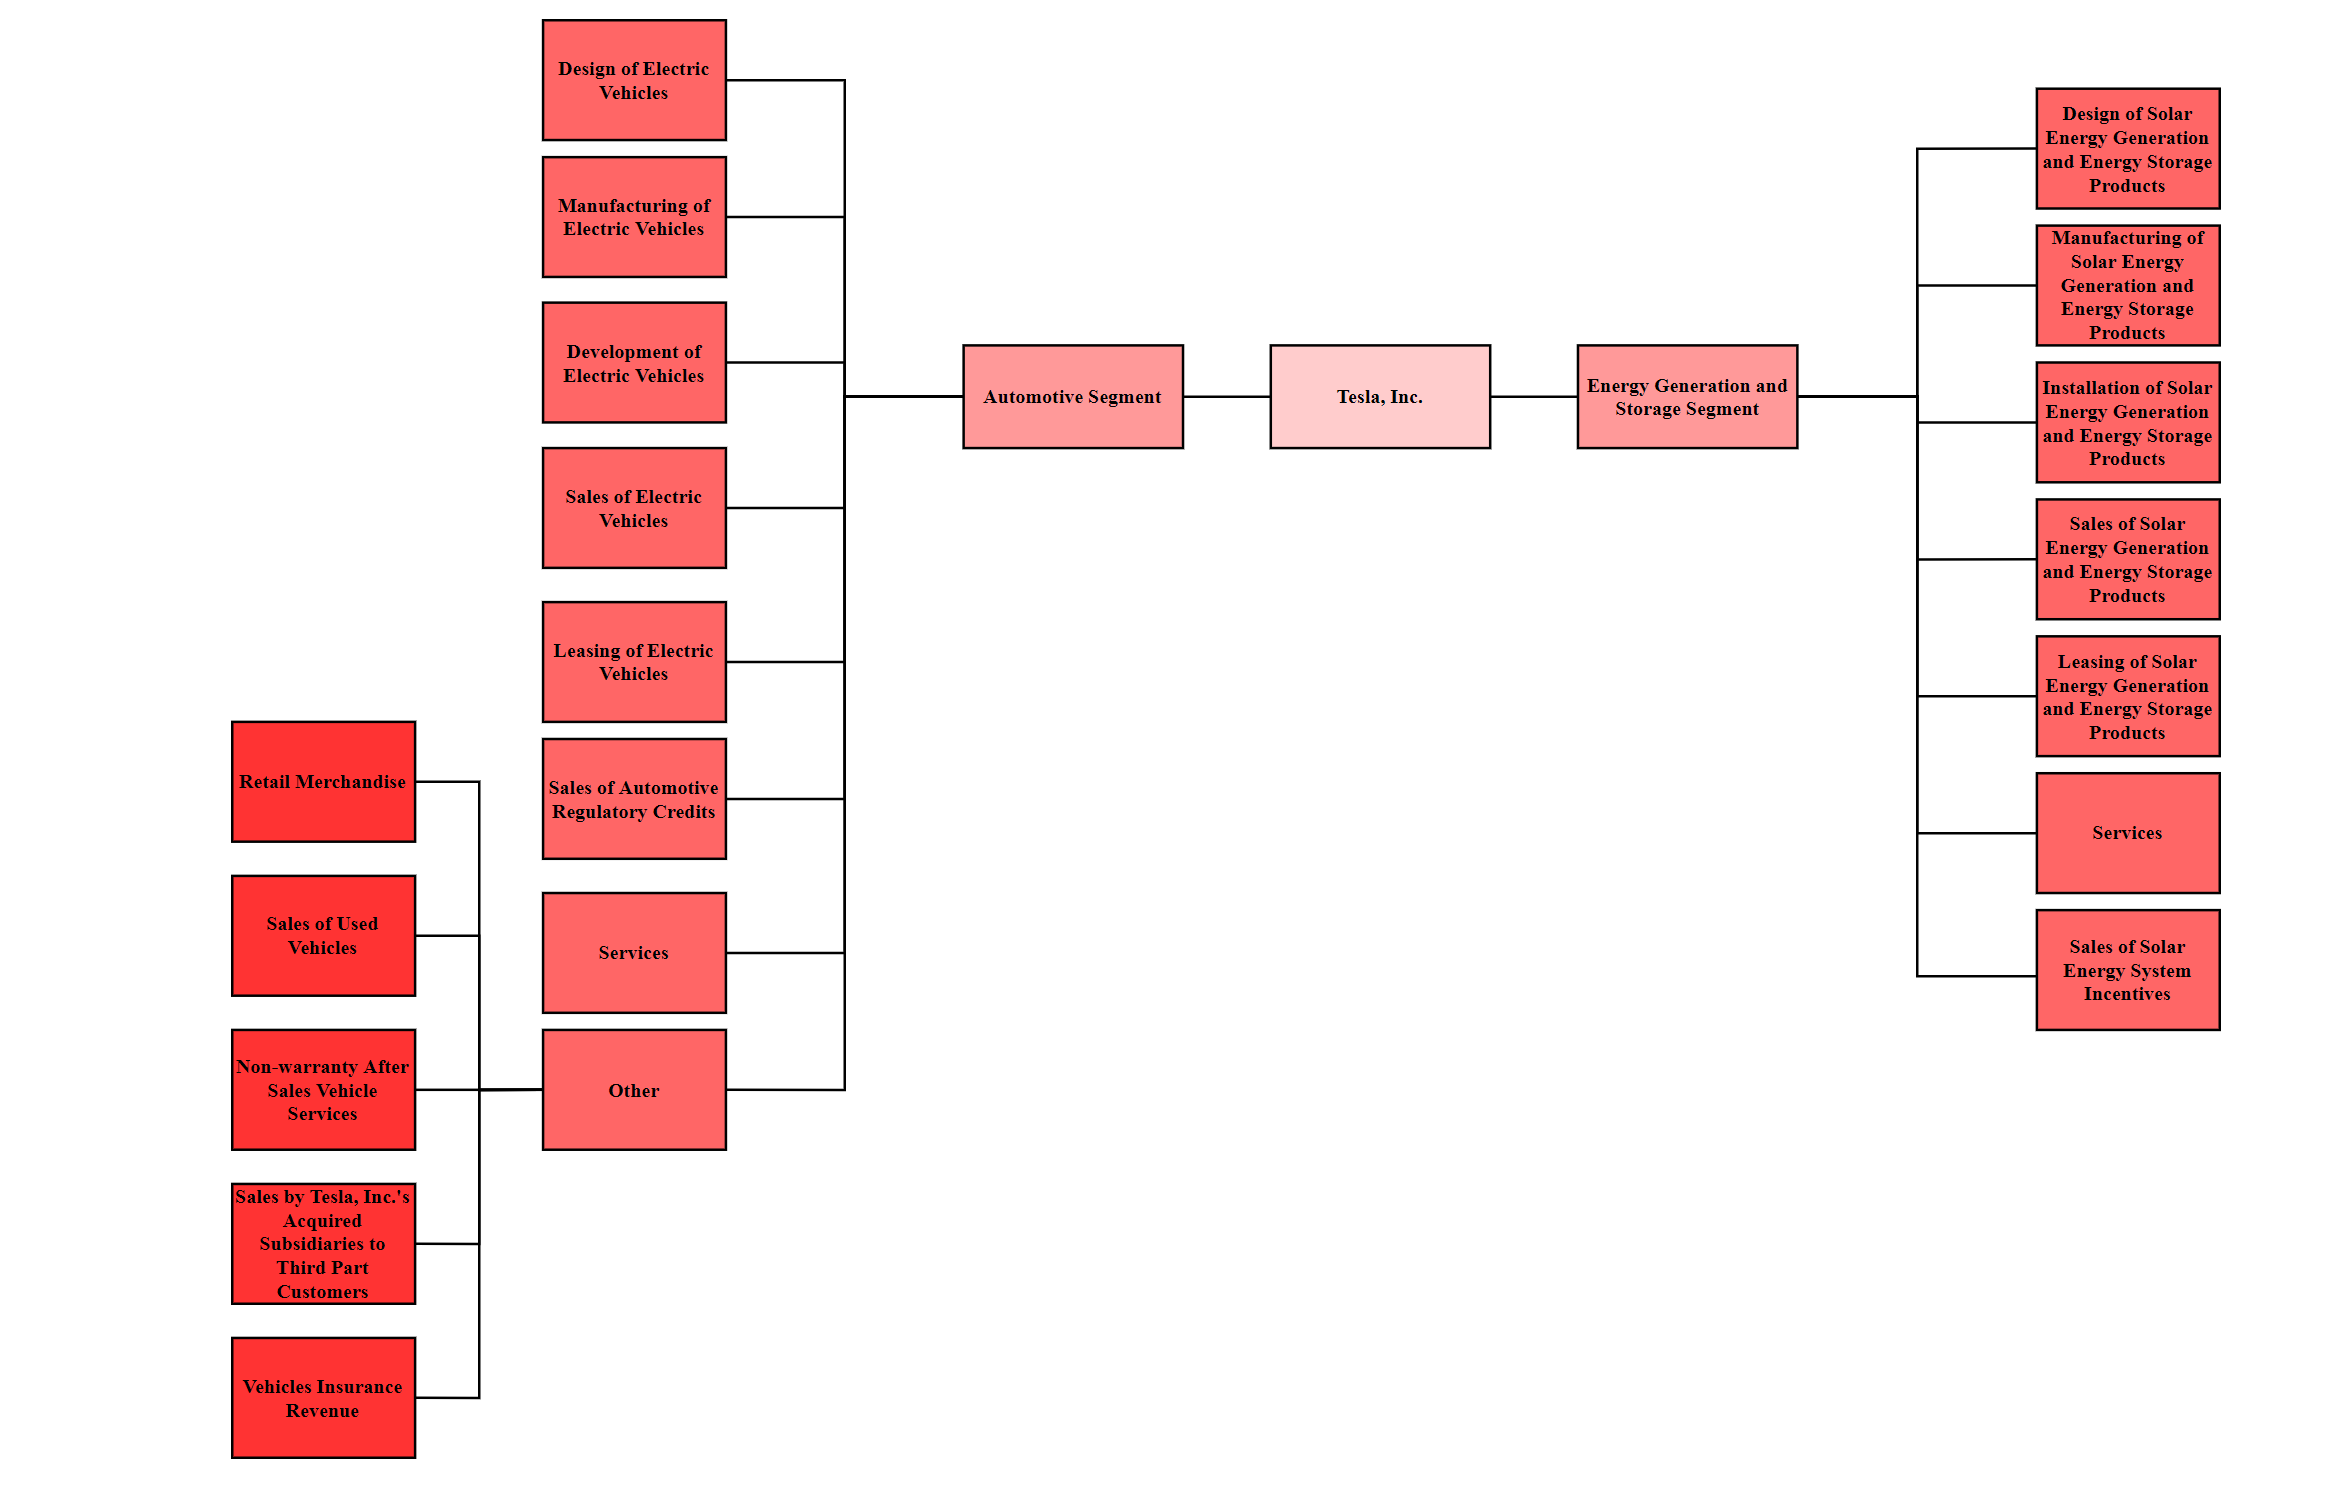 Design of Electric
Vehicles
Manufacturing of
Electric Vehicles
Development of
Electric Vehicles
Sales of Electric
Vehicles
Leasing of Electric
Vehicles
Sales of Automotive
Regulatory Credits
Services
Other
Retail Merchandise
Sales of Used
Vehicles
Non-warranty After
Sales Vehicle
Services
Sales by Tesla, Inc.'s
Acquired
Subsidiaries to
Third Part
Customers
Vehicles Insurance
Revenue
Automotive Segment
Tesla, Inc.
Energy Generation and
Storage Segment
Design of Solar
Energy Generation
and Energy Storage
Products
Manufacturing of
Solar Energy
Generation and
Energy Storage
Products
Installation of Solar
Energy Generation
and Energy Storage
Products
Sales of Solar
Energy Generation
and Energy Storage
Products
Leasing of Solar
Energy Generation
and Energy Storage
Products
Services
Sales of Solar
Energy System
Incentives